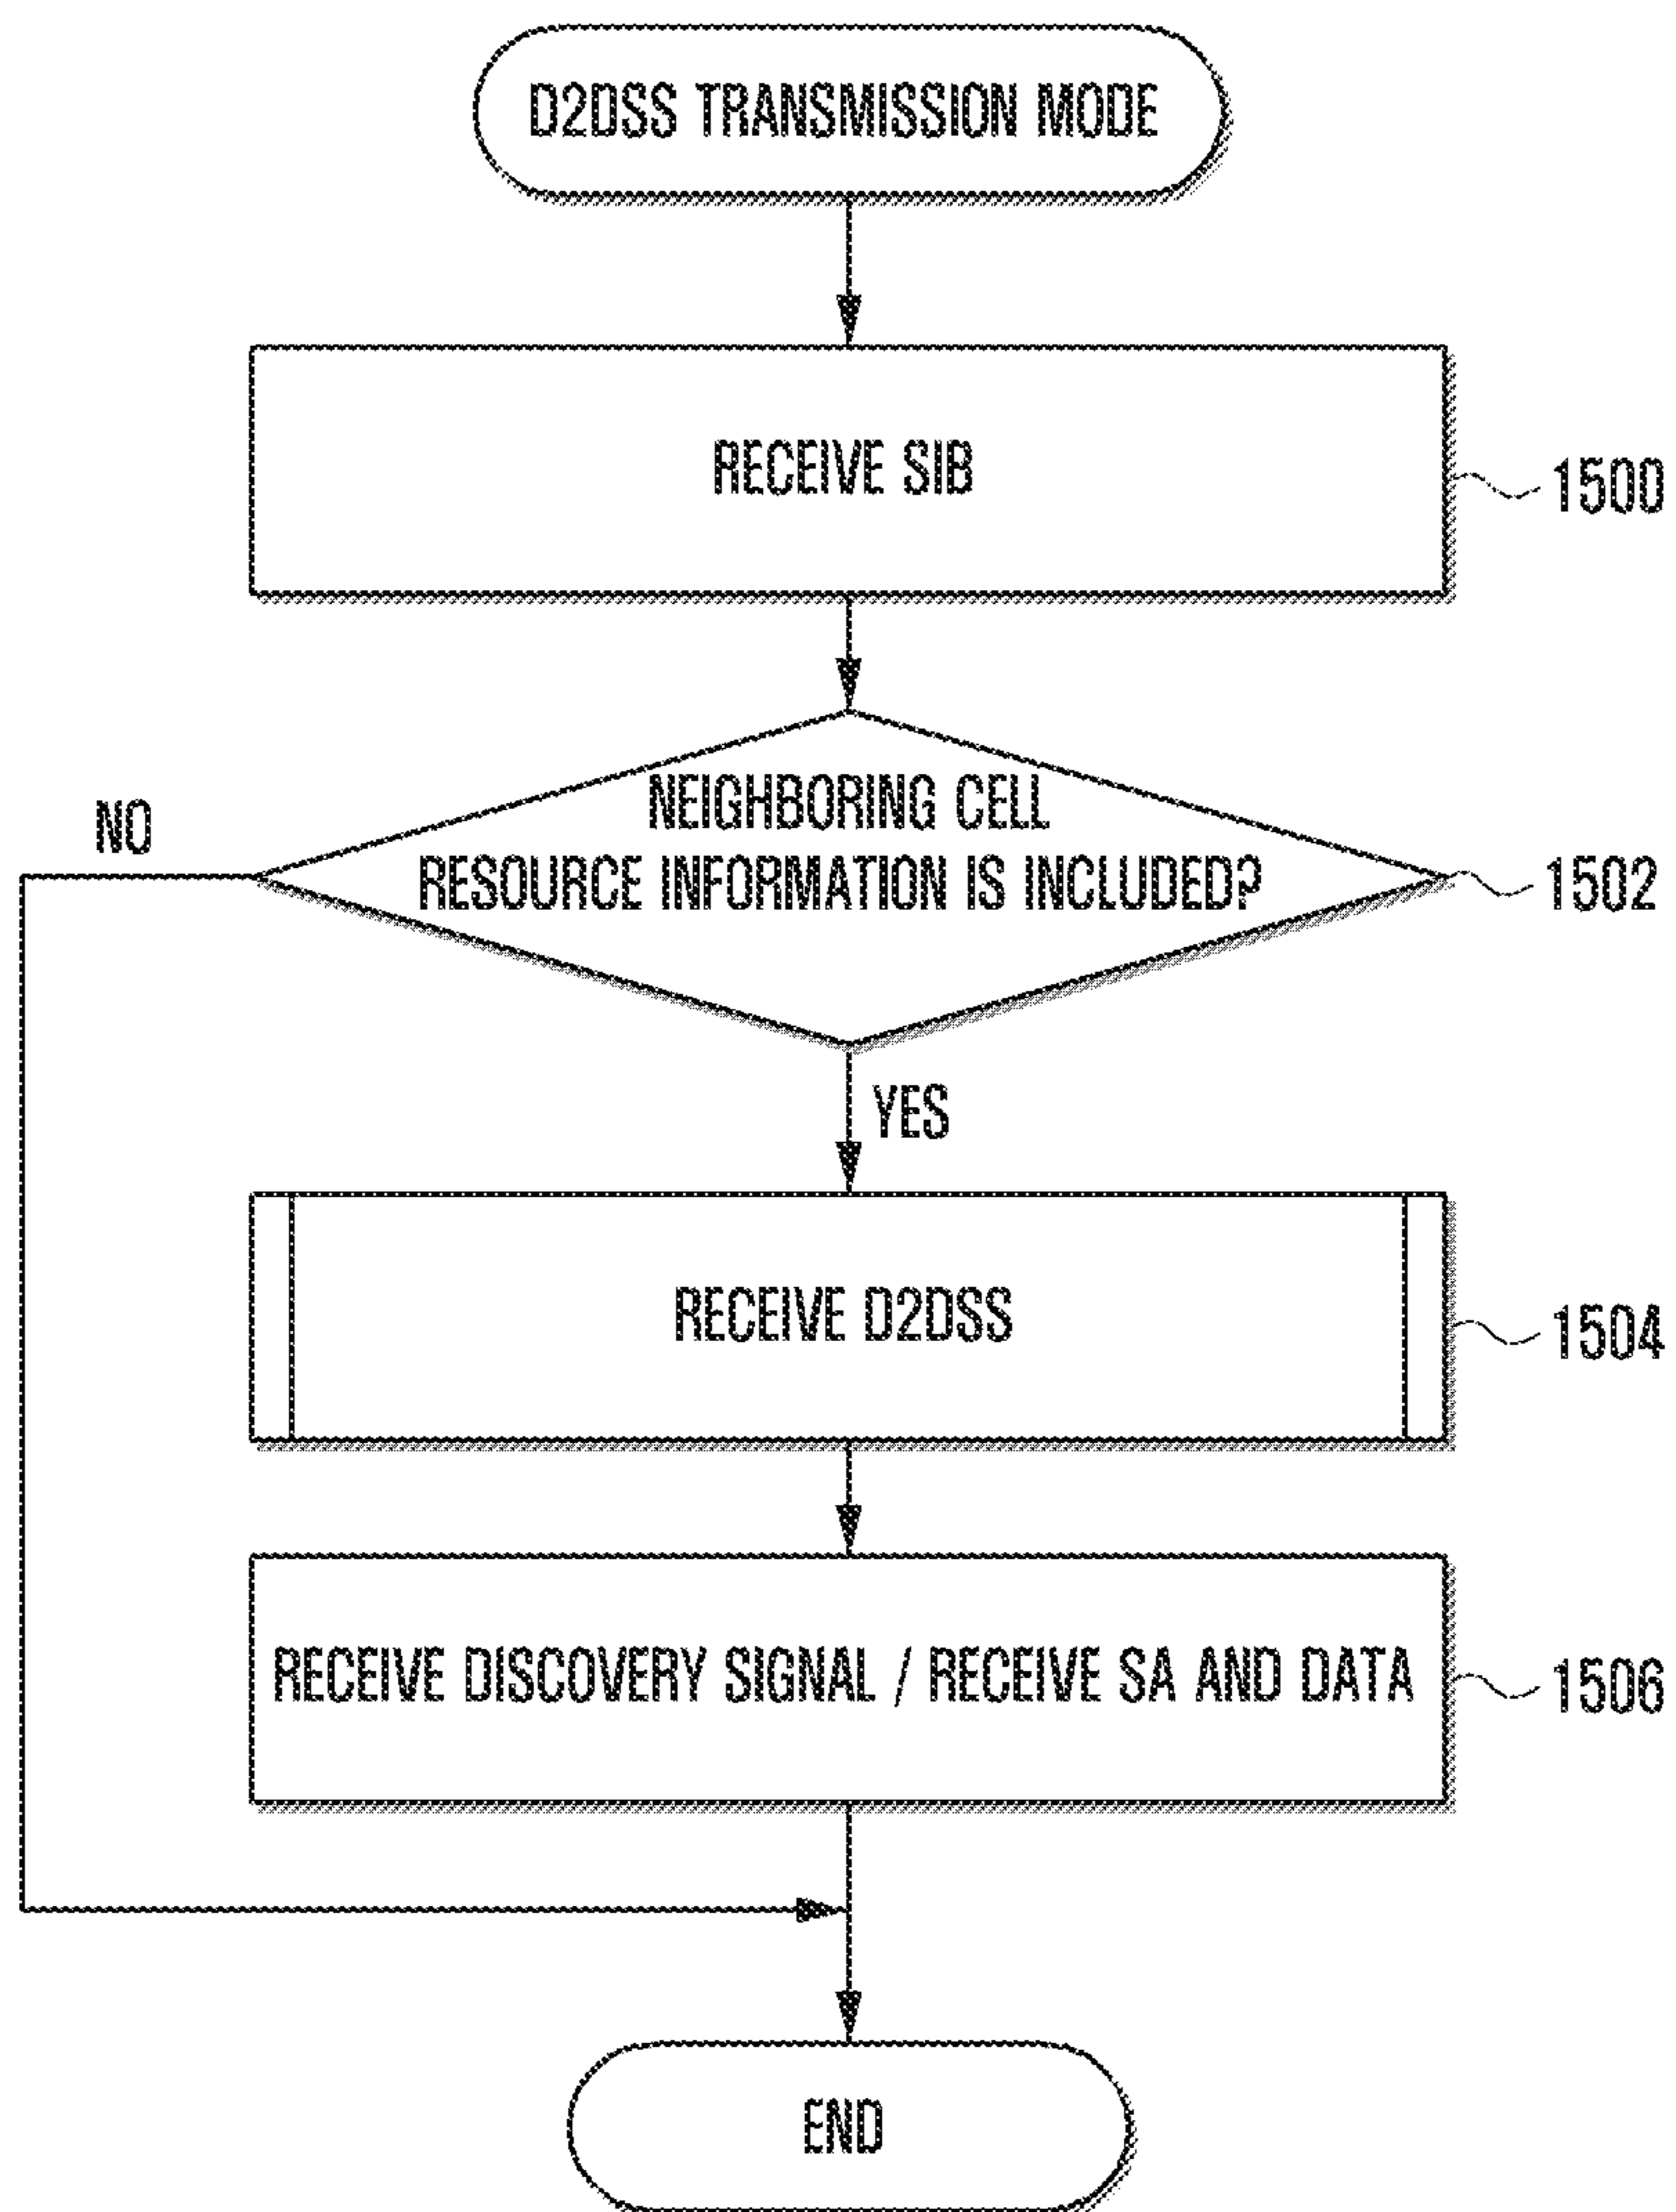 D2DSS TRANSMISSION MODE
RECEIVE SIB
1500
NEIGHBORING CELL
RESOURCE INFORMATION IS INCLUDED?
1502
NO
YES
RECEIVE D2DSS
1504
RECEIVE DISCOVERY SIGNAL / RECEIVE SA AND DATA
1506
END